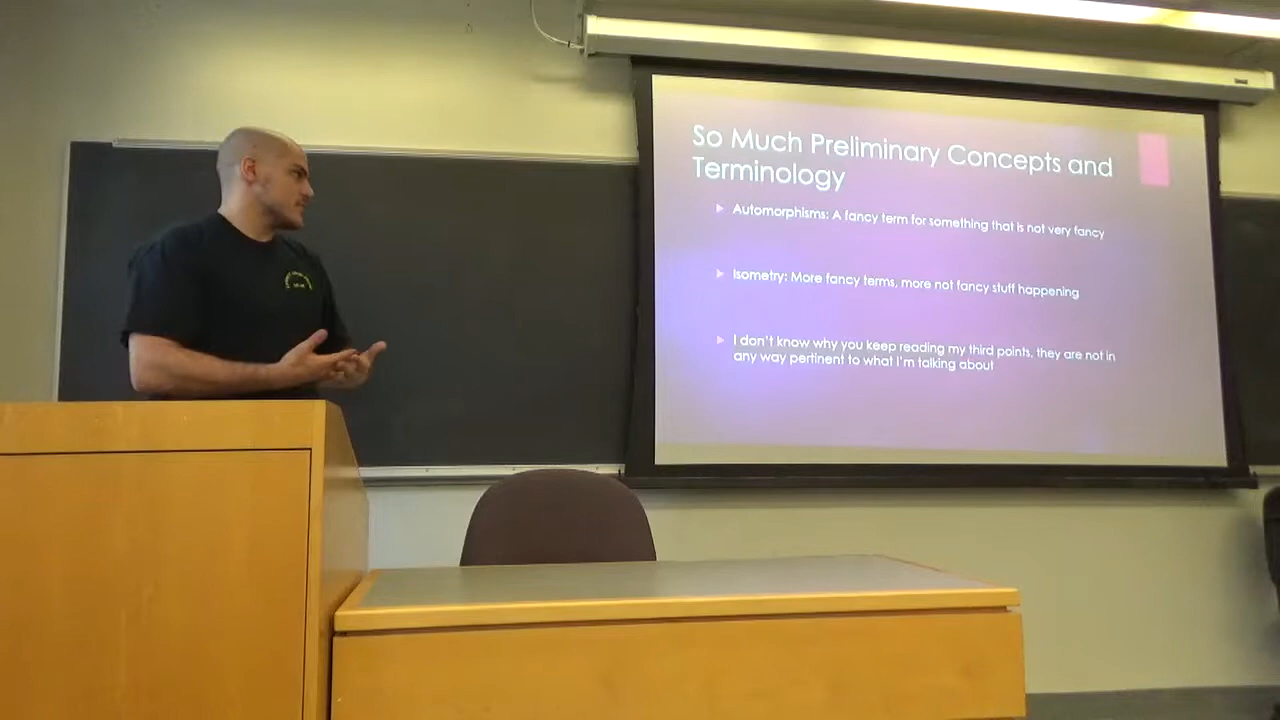 So Much Preliminary Concepts and
Terminology
Automorphisms: A fancy term for something that is not very fancy
Isometry: More fancy terms, more not fancy stuff happening
I don't know why you keep reading my third points, they are not in
any way pertinent to what I'm talking about